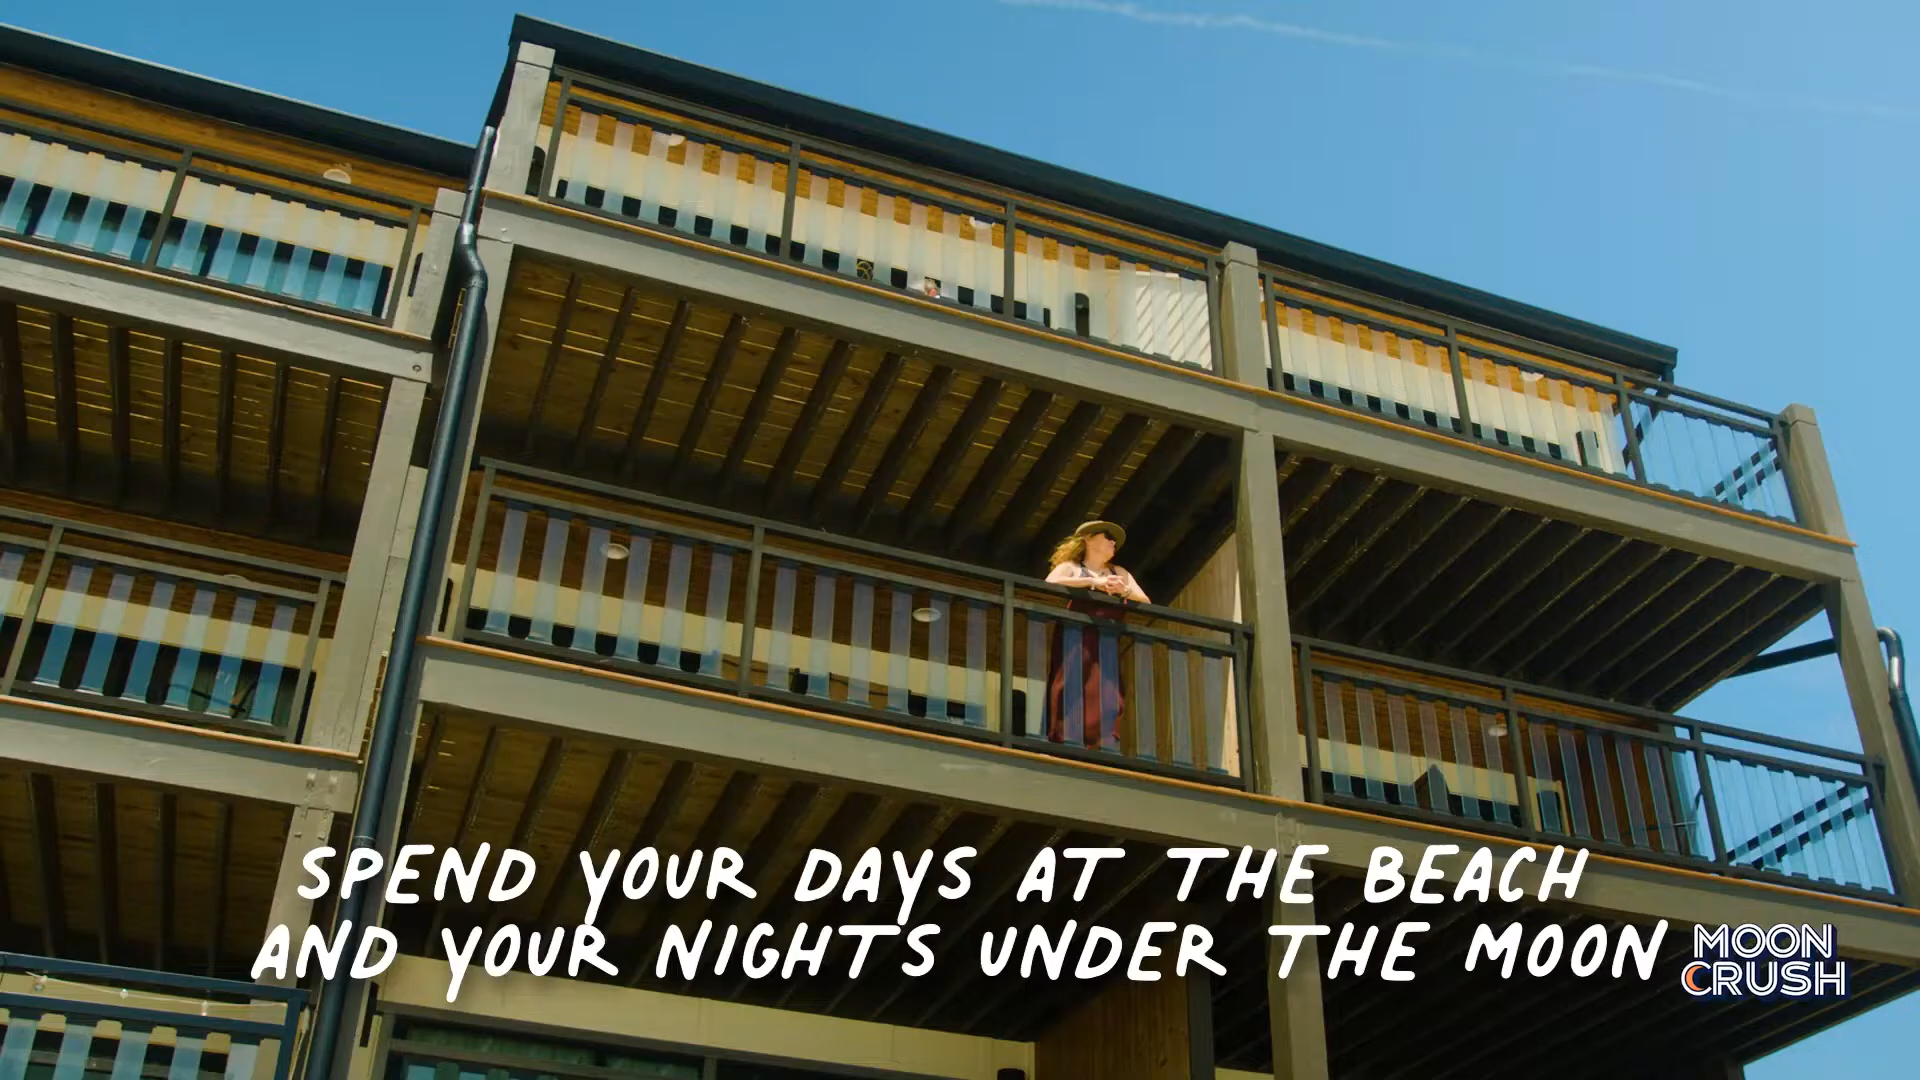 SPEND YOUR DAYS AT THE BEACH
AND YOUR NIGHTS UNDER THE MOON
MOON
CRUSH